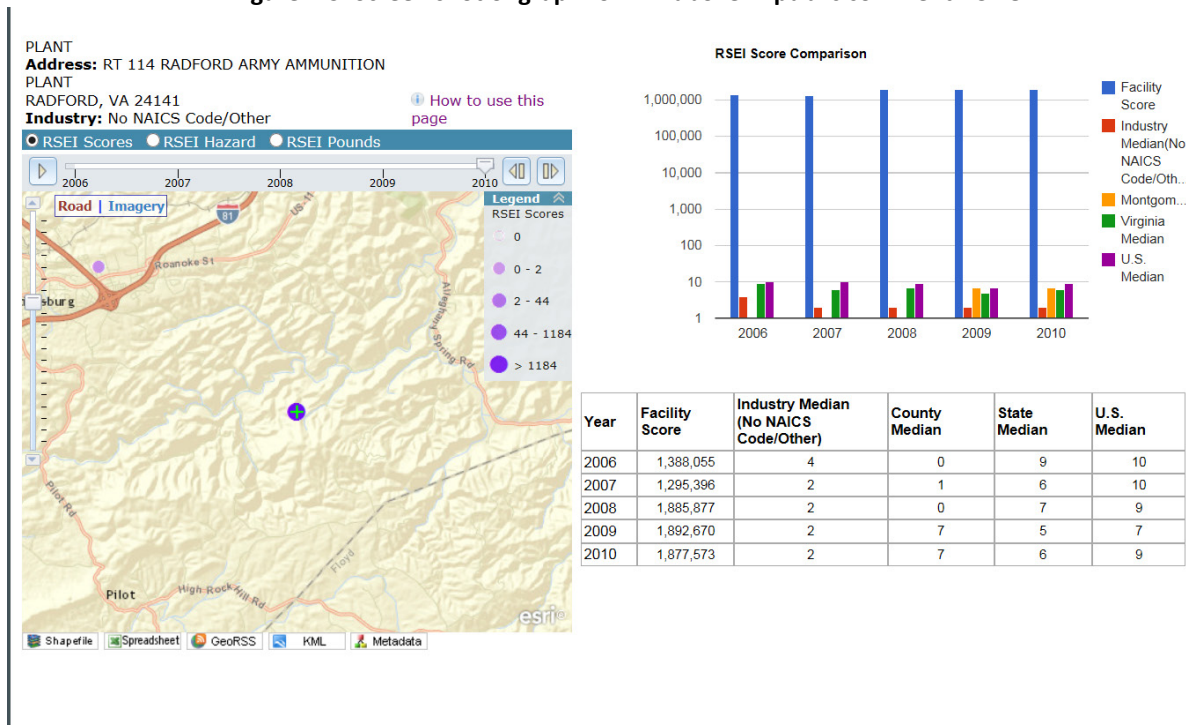 PLANT
Address: RT 114 RADFORD ARMY AMMUNITION
PLANT
RADFORD, VA 24141
Industry: No NAICS Code/Other
How to use this
page
RSEI Scores RSEI Hazard RSEI Pounds
2006 2007 2008 2009 2010
Road | Imagery
81
US-11
Roanoke St
sburg
Alleghany Spring Rd
Pilot Rd
Floyd
Pilot
High Rock Hill Rd
esri
Legend
RSEI Scores
0
0 - 2
2 - 44
44 - 1184
> 1184
Shapefile Spreadsheet GeoRSS KML Metadata
RSEI Score Comparison
1,000,000
100,000
10,000
1,000
100
10
1
2006 2007 2008 2009 2010
Facility
Score
Industry
Median(No
NAICS
Code/Oth...
Montgom...
Virginia
Median
U.S.
Median
Year Facility Score Industry Median (No NAICS Code/Other) County Median State Median U.S. Median
2006 1,388,055 4 0 9 10
2007 1,295,396 2 1 6 10
2008 1,885,877 2 0 7 9
2009 1,892,670 2 7 5 7
2010 1,877,573 2 7 6 9